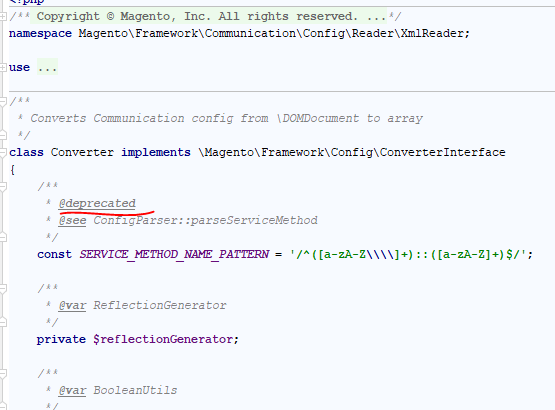 <?php
/** Copyright © Magento, Inc. All rights reserved. ...*/
namespace Magento\Framework\Communication\Config\Reader\XmlReader;
use ...
/**
* Converts Communication config from \DOMDocument to array
*/
class Converter implements \Magento\Framework\Config\ConverterInterface
{
/**
* @deprecated
* @see ConfigParser::parseServiceMethod
*/
const SERVICE_METHOD_NAME_PATTERN = '/^([a-zA-Z\\\\]+)::([a-zA-Z]+)$/';
/**
* @var ReflectionGenerator
*/
private $reflectionGenerator;
/**
* @var BooleanUtils
*/